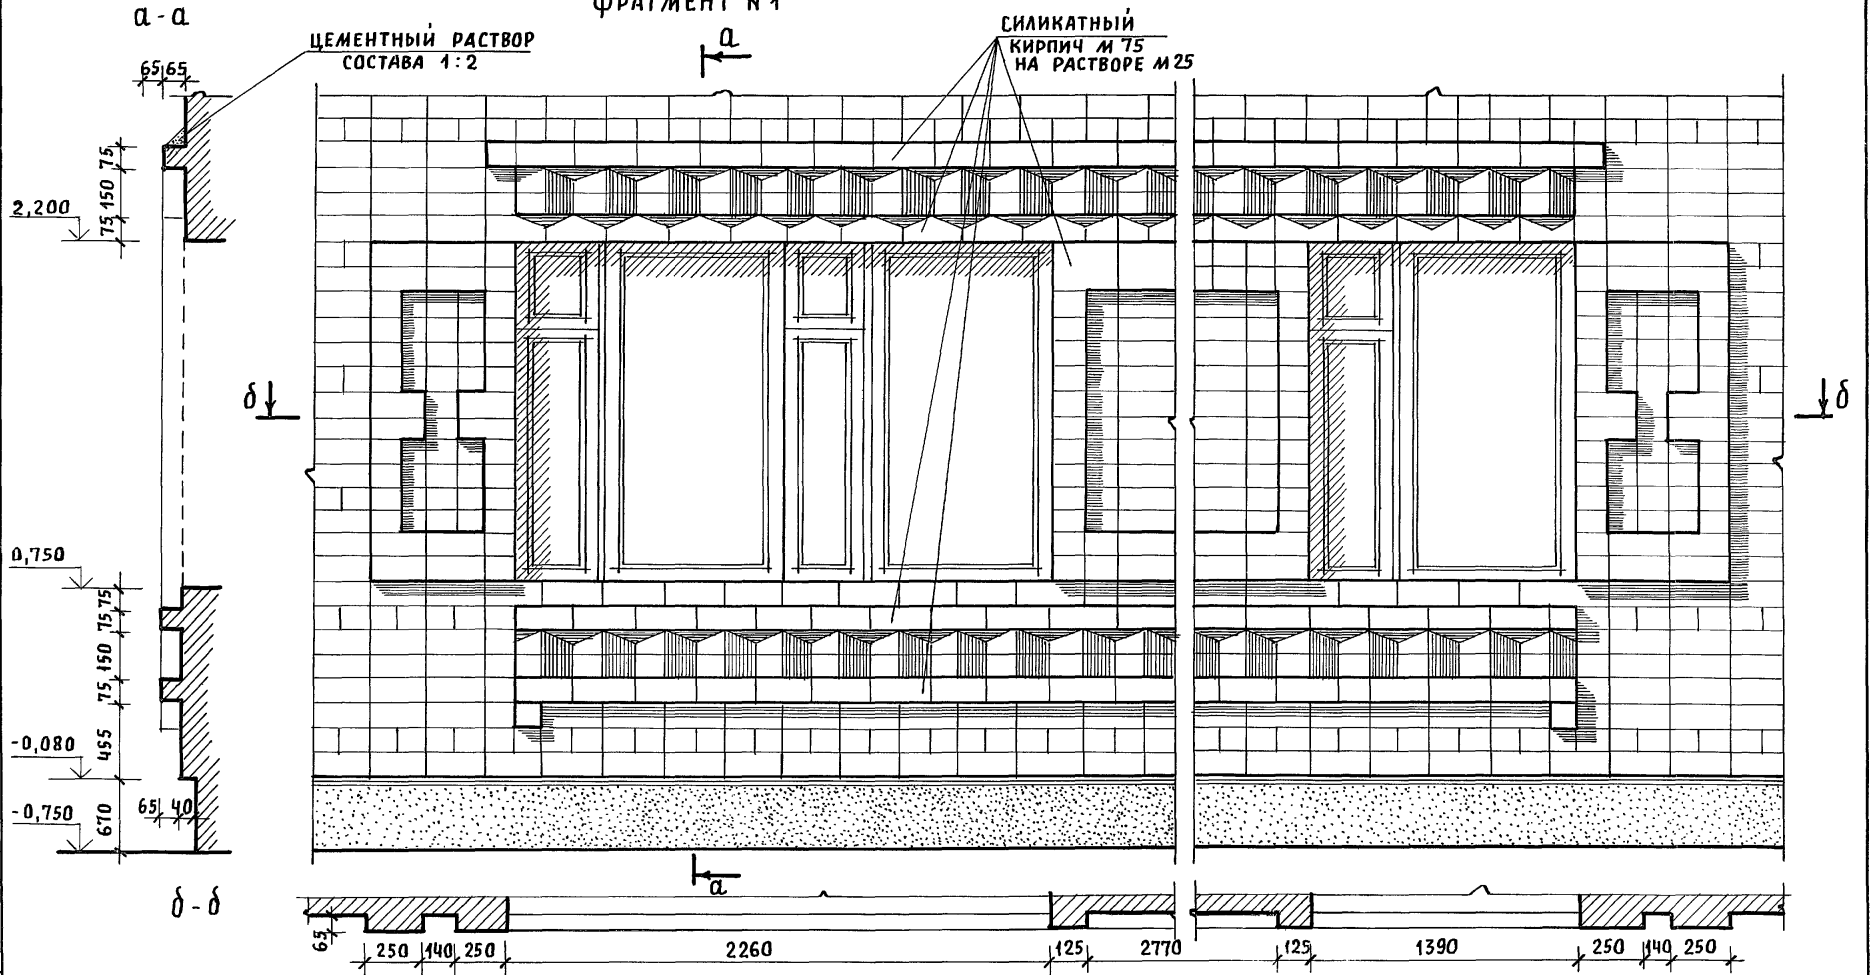 ФРАГМЕНТ N1
а-а
ЦЕМЕНТНЫЙ РАСТВОР
СОСТАВА 1:2
а
СИЛИКАТНЫЙ
КИРПИЧ М 75
НА РАСТВОРЕ М 25
65 65
75
150
75
2,200
б
б
0,750
75
75
150
75
455
-0,080
670
65 40
-0,750
а
б-б
65
250 140 250 2260 125 2770 125 1390 250 140 250